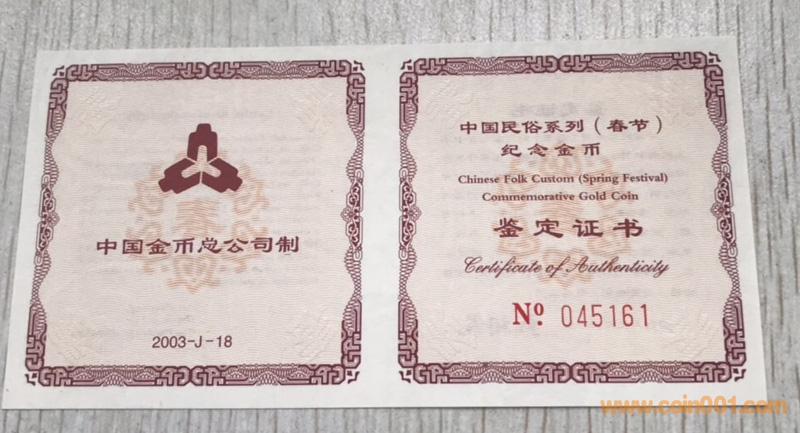 中国金币总公司制
2003-J-18
中国民俗系列（春节）
纪念金币
Chinese Folk Custom (Spring Festival)
Commemorative Gold Coin
鉴定证书
Certificate of Authenticity
Nº 045161
www.coin001.com